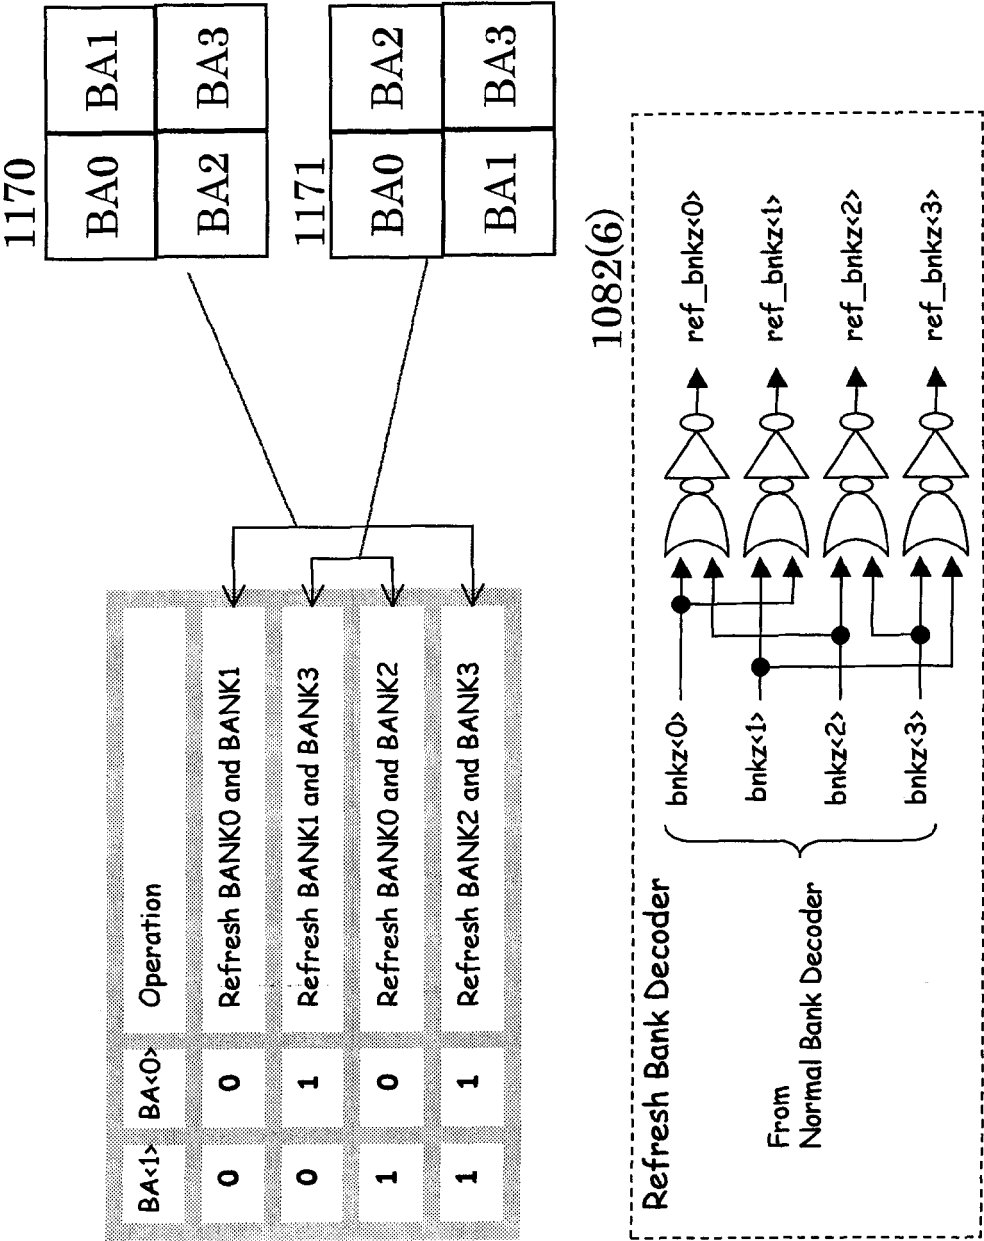 BA<1> BA<0> Operation
0 0 Refresh BANK0 and BANK1
0 1 Refresh BANK1 and BANK3
1 0 Refresh BANK0 and BANK2
1 1 Refresh BANK2 and BANK3
1170
BA0 BA1
BA2 BA3
1171
BA0 BA2
BA1 BA3
1082(6)
Refresh Bank Decoder
From
Normal Bank Decoder
bnkz<0>
bnkz<1>
bnkz<2>
bnkz<3>
ref_bnkz<0>
ref_bnkz<1>
ref_bnkz<2>
ref_bnkz<3>